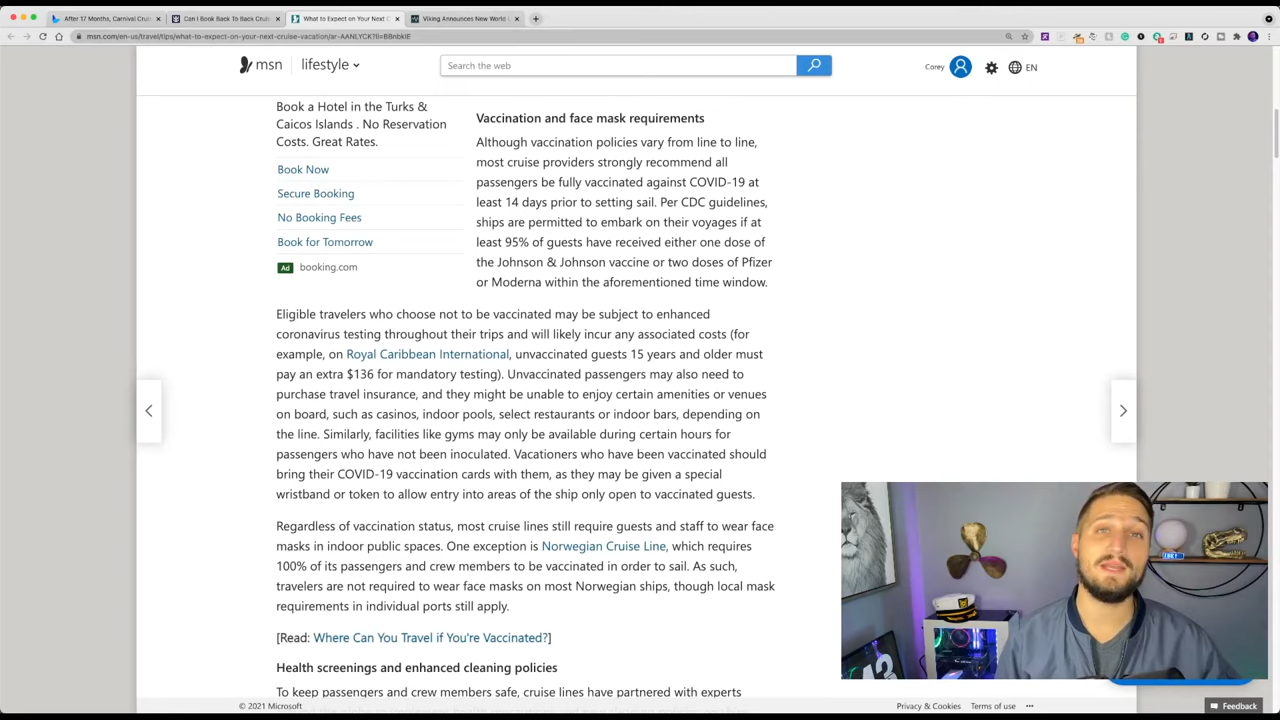 After 17 Months, Carnival Cruis
Can I Book Back To Back Cruis
What to Expect on Your Next C
Viking Announces New World
msn.com/en-us/travel/tips/what-to-expect-on-your-next-cruise-vacation/ar-AANLYCK?li=BBnbklE
msn lifestyle
Search the web
Corey
EN
Book a Hotel in the Turks &
Caicos Islands . No Reservation
Costs. Great Rates.
Book Now
Secure Booking
No Booking Fees
Book for Tomorrow
Ad booking.com
Vaccination and face mask requirements
Although vaccination policies vary from line to line,
most cruise providers strongly recommend all
passengers be fully vaccinated against COVID-19 at
least 14 days prior to setting sail. Per CDC guidelines,
ships are permitted to embark on their voyages if at
least 95% of guests have received either one dose of
the Johnson & Johnson vaccine or two doses of Pfizer
or Moderna within the aforementioned time window.
Eligible travelers who choose not to be vaccinated may be subject to enhanced
coronavirus testing throughout their trips and will likely incur any associated costs (for
example, on Royal Caribbean International, unvaccinated guests 15 years and older must
pay an extra $136 for mandatory testing). Unvaccinated passengers may also need to
purchase travel insurance, and they might be unable to enjoy certain amenities or venues
on board, such as casinos, indoor pools, select restaurants or indoor bars, depending on
the line. Similarly, facilities like gyms may only be available during certain hours for
passengers who have not been inoculated. Vacationers who have been vaccinated should
bring their COVID-19 vaccination cards with them, as they may be given a special
wristband or token to allow entry into areas of the ship only open to vaccinated guests.
Regardless of vaccination status, most cruise lines still require guests and staff to wear face
masks in indoor public spaces. One exception is Norwegian Cruise Line, which requires
100% of its passengers and crew members to be vaccinated in order to sail. As such,
travelers are not required to wear face masks on most Norwegian ships, though local mask
requirements in individual ports still apply.
[Read: Where Can You Travel if You're Vaccinated?]
Health screenings and enhanced cleaning policies
To keep passengers and crew members safe, cruise lines have partnered with experts
© 2021 Microsoft
Privacy & Cookies
Terms of use
Feedback